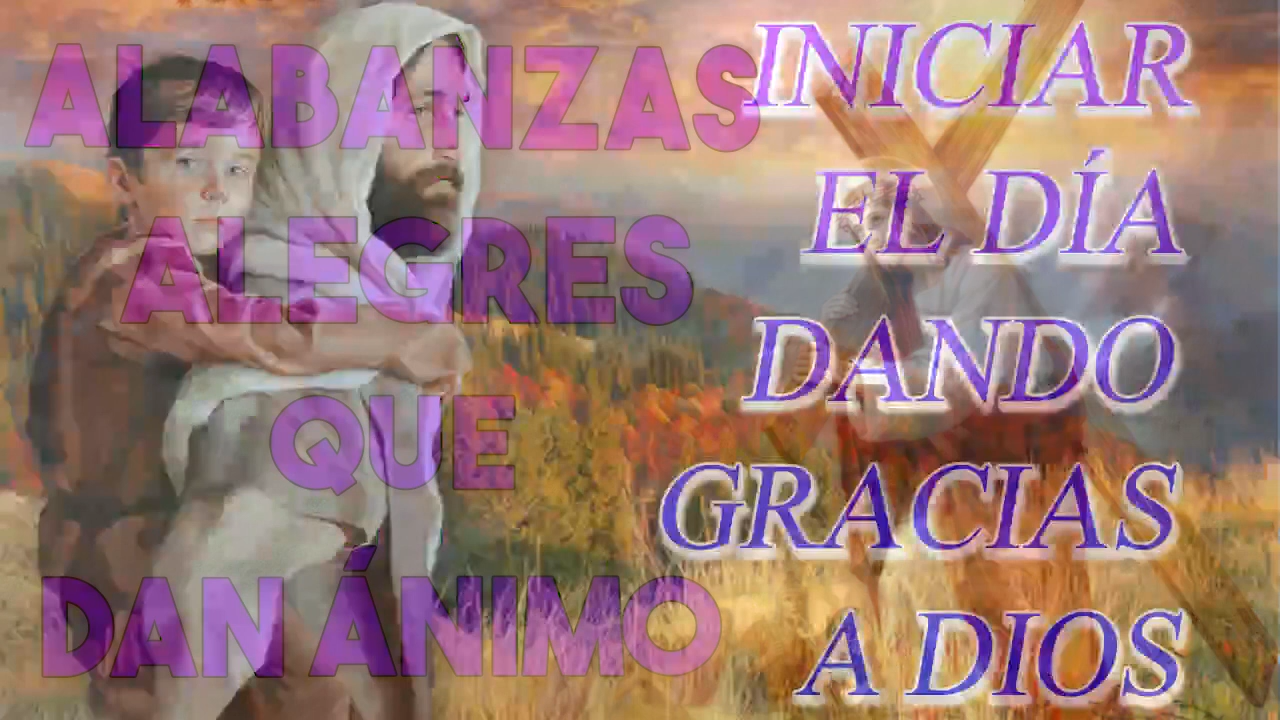 ALABANZAS
ALEGRES
QUE
DAN ÁNIMO
INICIAR
EL DÍA
DANDO
GRACIAS
A DIOS